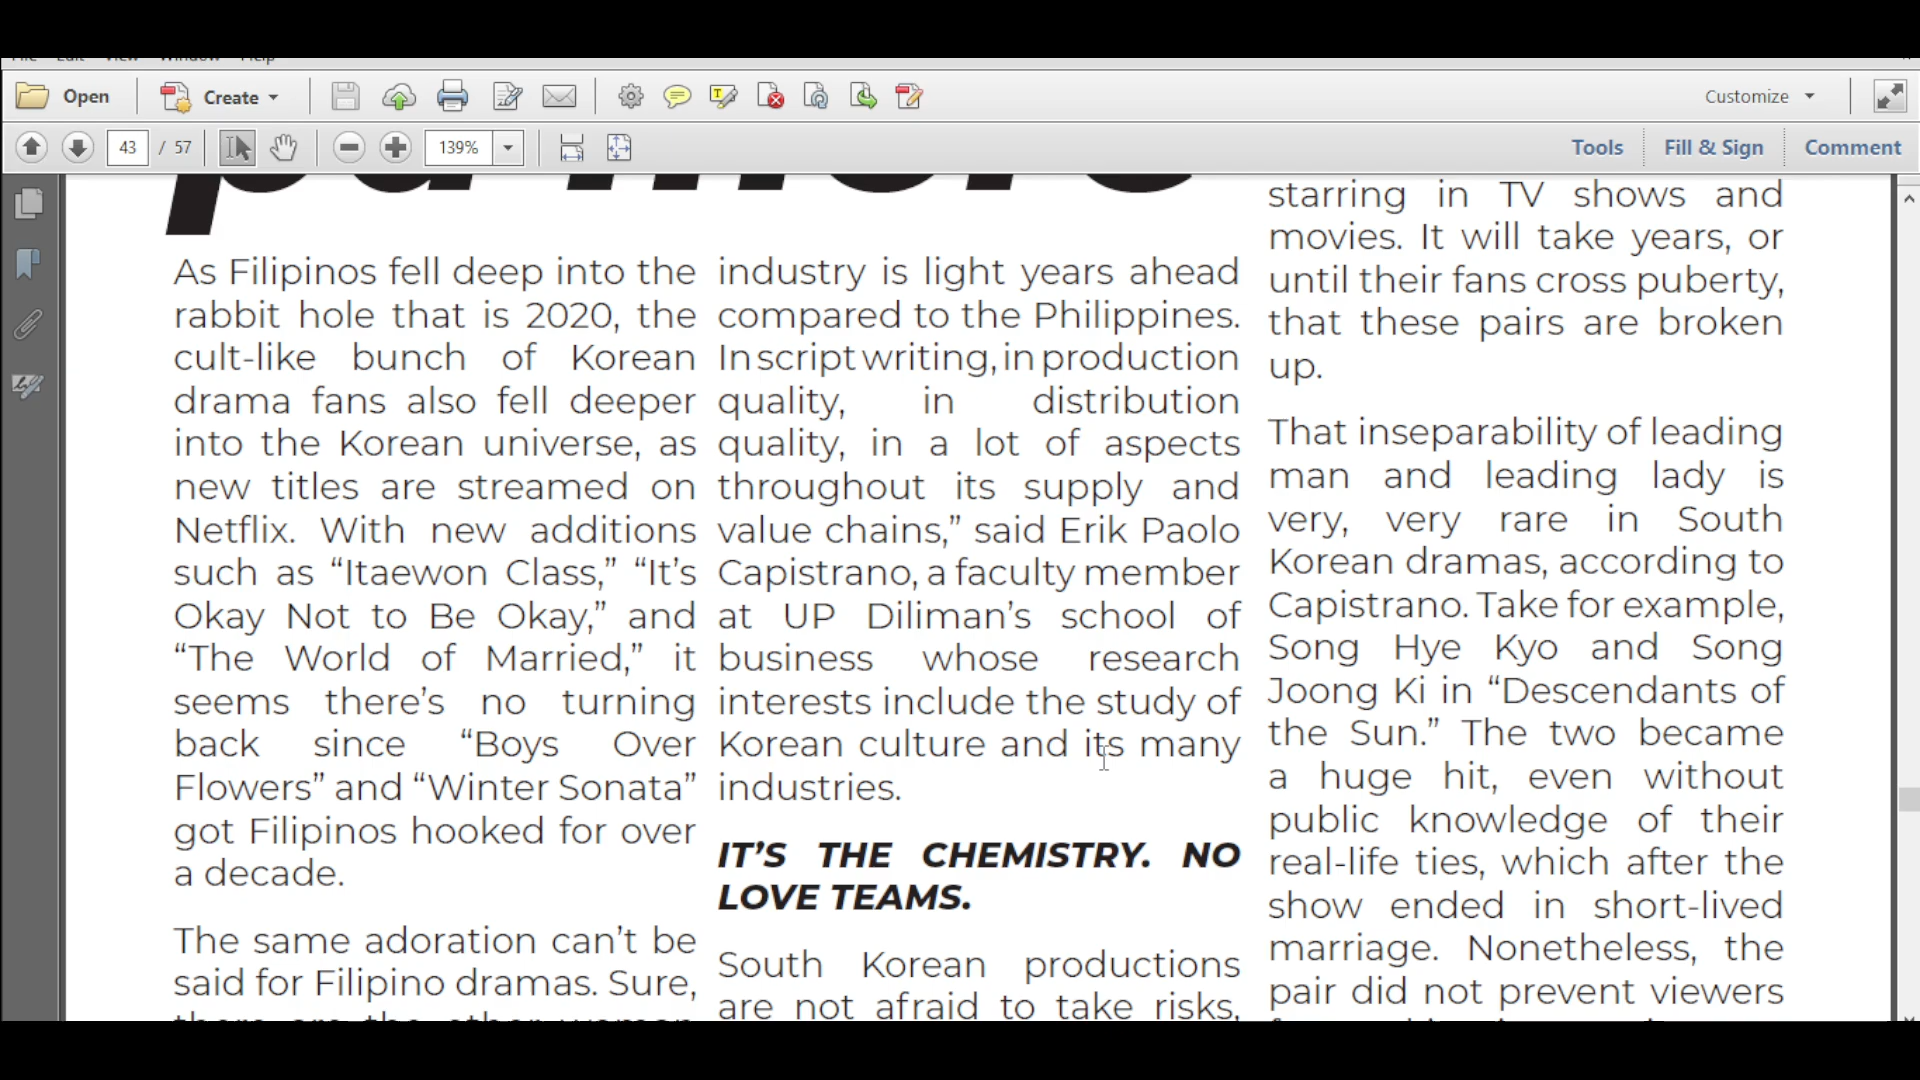 Open
Create
Customize
43 / 57
139%
Tools
Fill & Sign
Comment
As Filipinos fell deep into the
rabbit hole that is 2020, the
cult-like bunch of Korean
drama fans also fell deeper
into the Korean universe, as
new titles are streamed on
Netflix. With new additions
such as “Itaewon Class,” “It’s
Okay Not to Be Okay,” and
“The World of Married,” it
seems there’s no turning
back since “Boys Over
Flowers” and “Winter Sonata”
got Filipinos hooked for over
a decade.
The same adoration can’t be
said for Filipino dramas. Sure,
industry is light years ahead
compared to the Philippines.
In script writing, in production
quality, in distribution
quality, in a lot of aspects
throughout its supply and
value chains,” said Erik Paolo
Capistrano, a faculty member
at UP Diliman’s school of
business whose research
interests include the study of
Korean culture and its many
industries.
IT’S THE CHEMISTRY. NO
LOVE TEAMS.
South Korean productions
are not afraid to take risks,
starring in TV shows and
movies. It will take years, or
until their fans cross puberty,
that these pairs are broken
up.
That inseparability of leading
man and leading lady is
very, very rare in South
Korean dramas, according to
Capistrano. Take for example,
Song Hye Kyo and Song
Joong Ki in “Descendants of
the Sun.” The two became
a huge hit, even without
public knowledge of their
real-life ties, which after the
show ended in short-lived
marriage. Nonetheless, the
pair did not prevent viewers